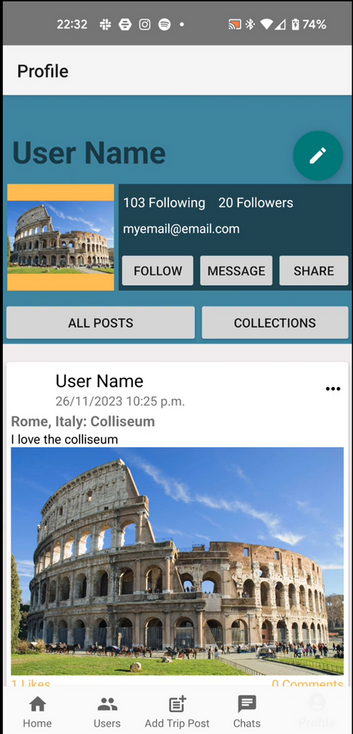 22:32 74%
Profile
User Name
103 Following 20 Followers
myemail@email.com
FOLLOW MESSAGE SHARE
ALL POSTS COLLECTIONS
User Name
26/11/2023 10:25 p.m.
Rome, Italy: Colliseum
I love the colliseum
1 Likes 0 Comments
Home Users Add Trip Post Chats Profile